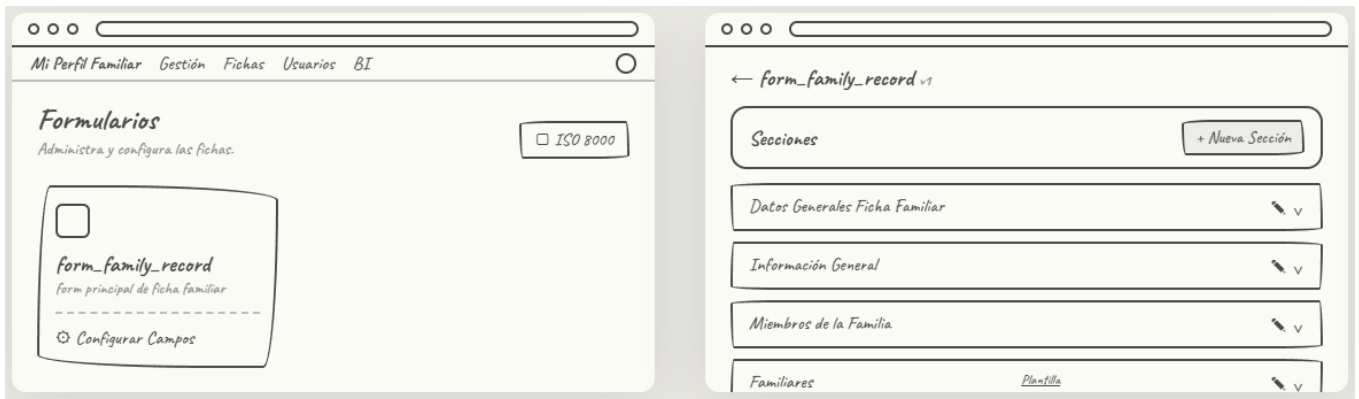 Mi Perfil Familiar Gestión Fichas Usuarios BI
Formularios
Administra y configura las fichas.
ISO 8000
form_family_record
Form principal de ficha familiar
Configurar Campos
← form_family_record v1
Secciones
+ Nueva Sección
Datos Generales Ficha Familiar
Información General
Miembros de la Familia
Familiares Plantilla